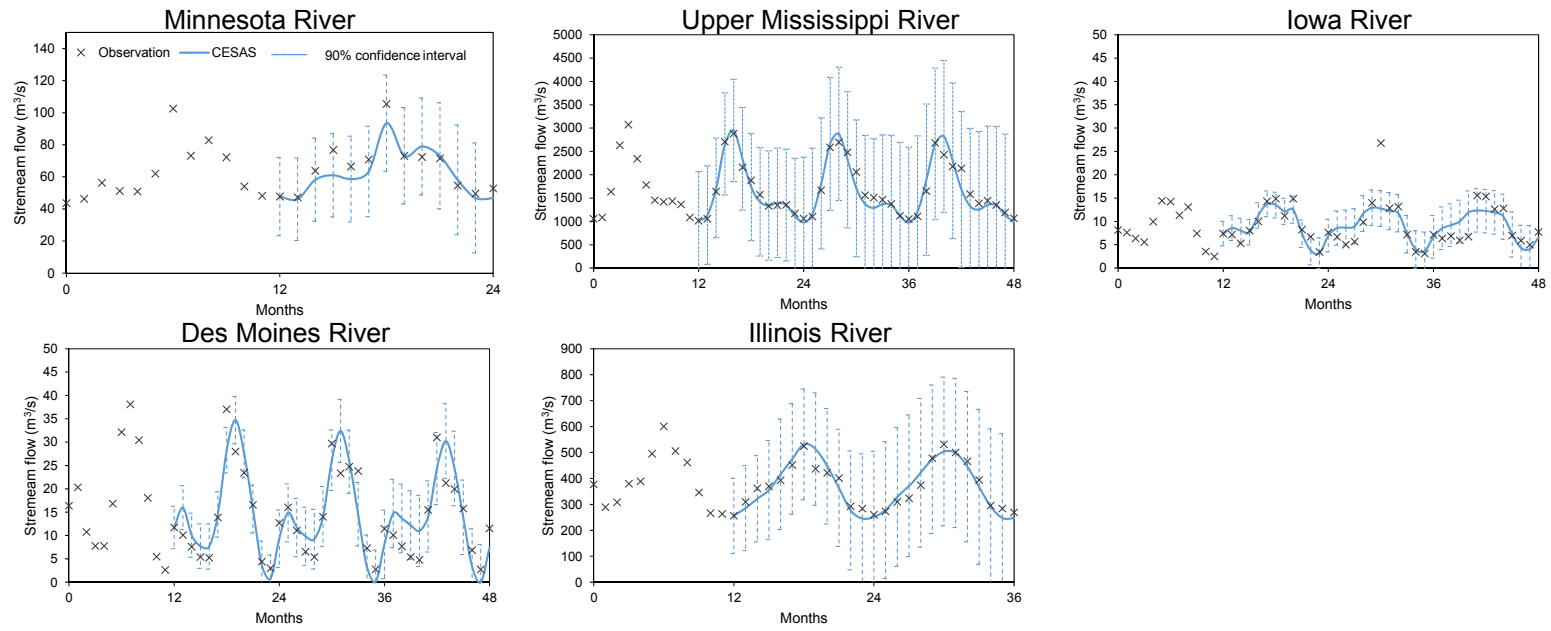 Minnesota River
Stremeam flow (m³/s)
140
120
100
80
60
40
20
0
× Observation CESAS 90% confidence interval
0 12 24
Months
Upper Mississippi River
Stremeam flow (m³/s)
5000
4500
4000
3500
3000
2500
2000
1500
1000
500
0
0 12 24 36 48
Months
Iowa River
Stremeam flow (m³/s)
50
45
40
35
30
25
20
15
10
5
0
0 12 24 36 48
Months
Des Moines River
Stremeam flow (m³/s)
50
45
40
35
30
25
20
15
10
5
0
0 12 24 36 48
Months
Illinois River
Stremeam flow (m³/s)
900
800
700
600
500
400
300
200
100
0
0 12 24 36
Months